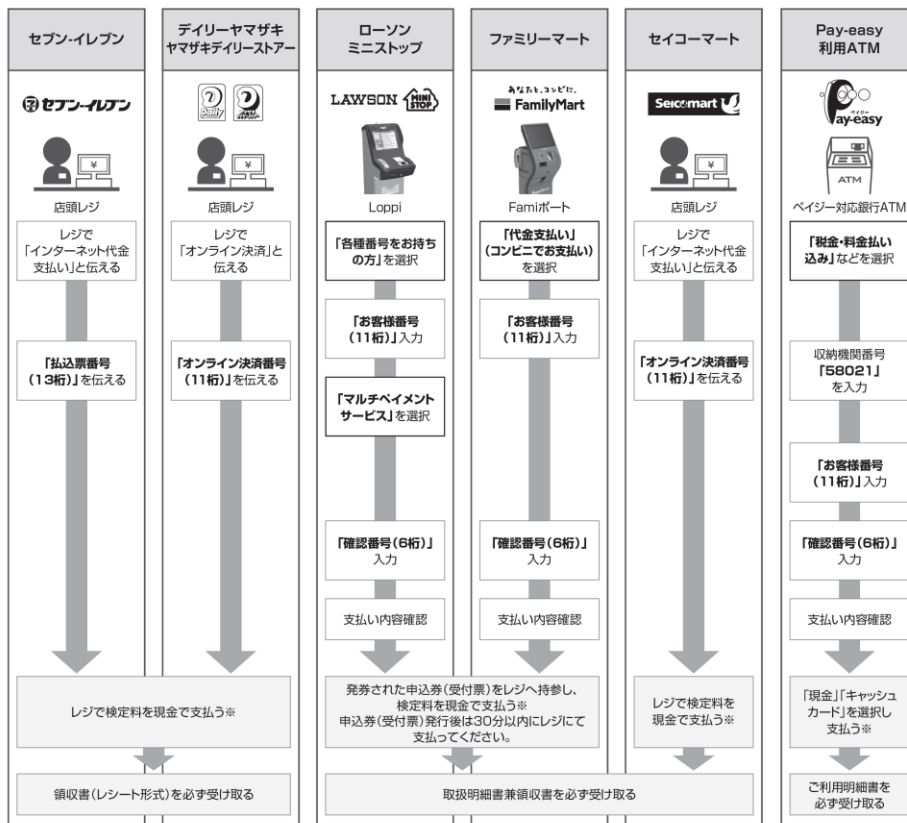 セブン-イレブン
デイリーヤマザキ
ヤマザキデイリーストアー
ローソン
ミニストップ
ファミリーマート
セイコーマート
Pay-easy
利用ATM
セブン-イレブン
Daily
LAWSON
MINI
STOP
あなたと、コンビに、
FamilyMart
Seicomart
ペイジー
Pay-easy
¥
¥
¥
ATM
店頭レジ
店頭レジ
Loppi
Famiポート
店頭レジ
ペイジー対応銀行ATM
レジで
「インターネット代金
支払い」と伝える
「払込票番号
(13桁)」を伝える
レジで
「オンライン決済」と
伝える
「オンライン決済番号
(11桁)」を伝える
レジで検定料を現金で支払う※
領収書(レシート形式)を必ず受け取る
「各種番号をお持ち
の方」を選択
「お客様番号
(11桁)」入力
「マルチペイメント
サービス」を選択
「確認番号(6桁)」
入力
支払い内容確認
「代金支払い」
(コンビニでお支払い)
を選択
「お客様番号
(11桁)」入力
「確認番号(6桁)」
入力
支払い内容確認
発券された申込券(受付票)をレジへ持参し、
検定料を現金で支払う※
申込券(受付票)発行後は30分以内にレジにて
支払ってください。
レジで
「インターネット代金
支払い」と伝える
「オンライン決済番号
(11桁)」を伝える
レジで検定料を
現金で支払う※
取扱明細書兼領収書を必ず受け取る
「税金・料金払い
込み」などを選択
収納機関番号
「58021」
を入力
「お客様番号
(11桁)」入力
「確認番号(6桁)」
入力
支払い内容確認
「現金」「キャッシュ
カード」を選択し
支払う※
ご利用明細書を
必ず受け取る